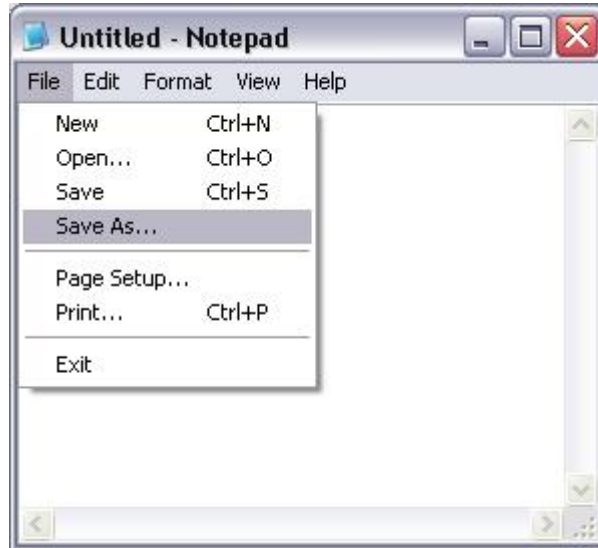 Untitled - Notepad
File Edit Format View Help
New Ctrl+N
Open... Ctrl+O
Save Ctrl+S
Save As...
Page Setup...
Print... Ctrl+P
Exit